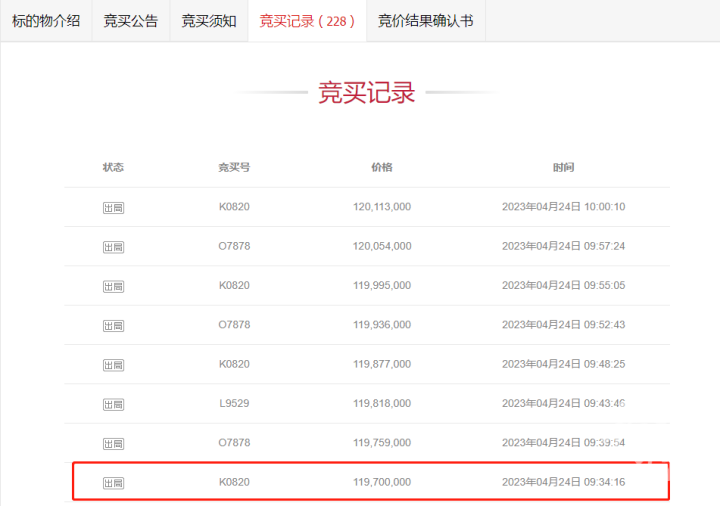 标的物介绍 竞买公告 竞买须知 竞买记录 ( 228 ) 竞价结果确认书
竞买记录
状态 竞买号 价格 时间
出局 K0820 120,113,000 2023年04月24日 10:00:10
出局 O7878 120,054,000 2023年04月24日 09:57:24
出局 K0820 119,995,000 2023年04月24日 09:55:05
出局 O7878 119,936,000 2023年04月24日 09:52:43
出局 K0820 119,877,000 2023年04月24日 09:48:25
出局 L9529 119,818,000 2023年04月24日 09:43:46
出局 O7878 119,759,000 2023年04月24日 09:39:54
出局 K0820 119,700,000 2023年04月24日 09:34:16